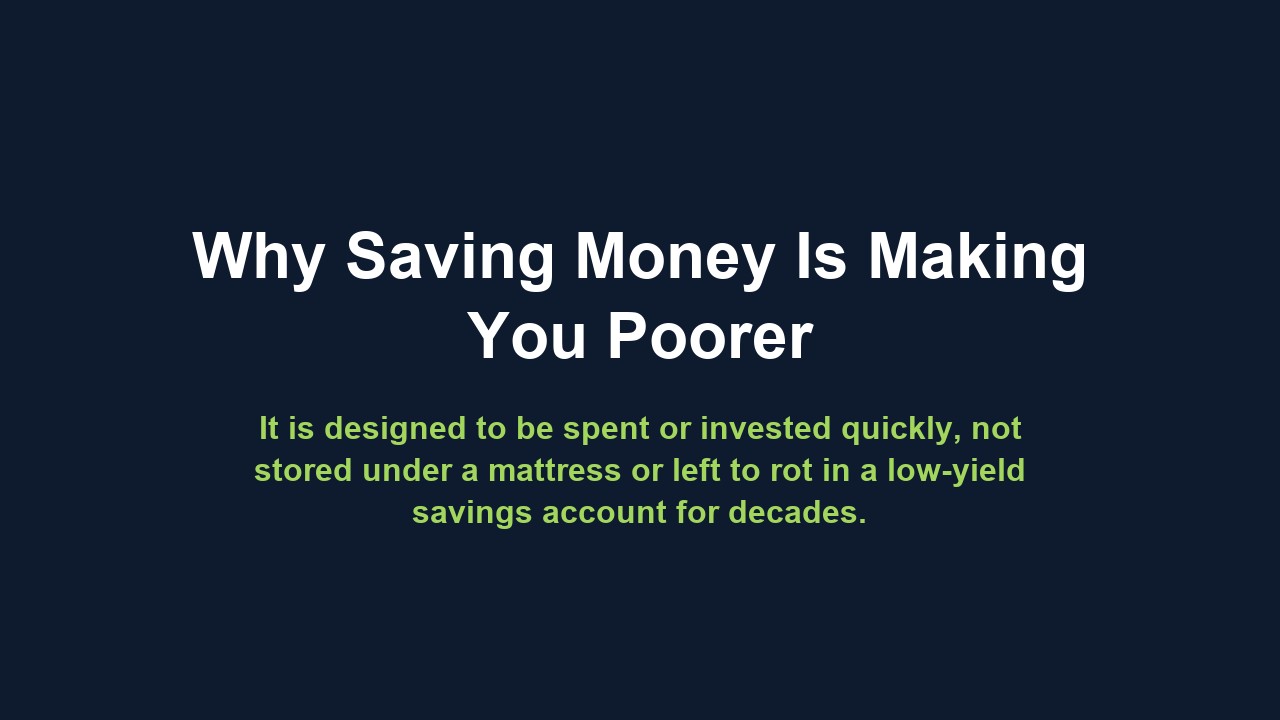 Why Saving Money Is Making
You Poorer
It is designed to be spent or invested quickly, not
stored under a mattress or left to rot in a low-yield
savings account for decades.